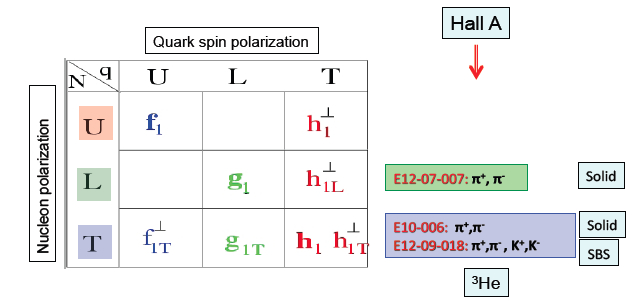 Quark spin polarization
Hall A
N q U L T
Nucleon polarization
U f₁ h₁^⊥
L g₁ h₁L^⊥
E12-07-007: π⁺, π⁻ Solid
T f₁T^⊥ g₁T h₁ h₁T^⊥
E10-006: π⁺,π⁻ Solid
E12-09-018: π⁺,π⁻ , K⁺,K⁻ SBS
³He